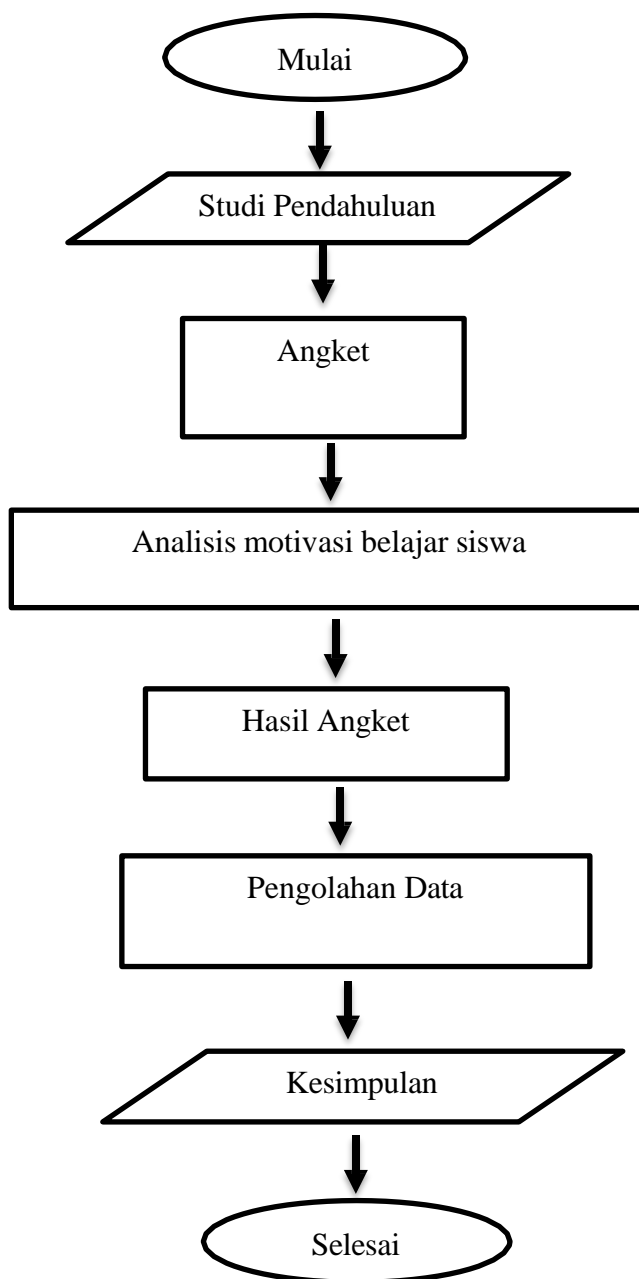 Mulai
Studi Pendahuluan
Angket
Analisis motivasi belajar siswa
Hasil Angket
Pengolahan Data
Kesimpulan
Selesai